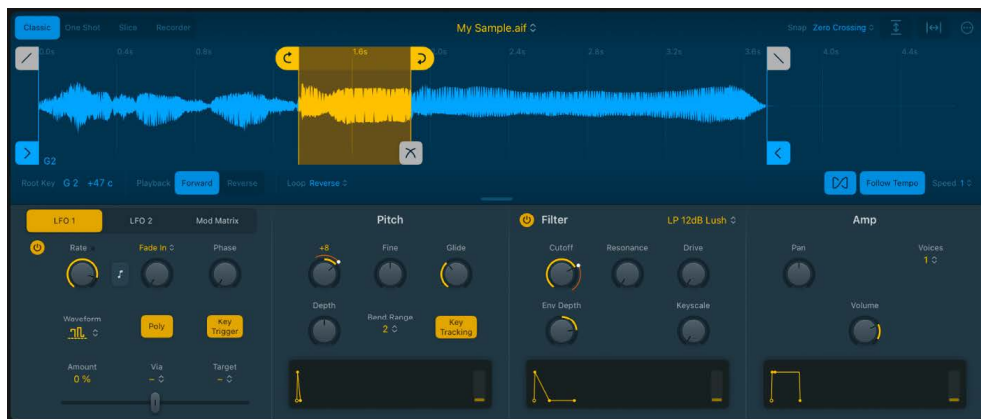 Classic One Shot Slice Recorder My Sample.aif Snap Zero Crossing
0.0s 0.4s 0.8s 1.6s 2.0s 2.4s 2.8s 3.2s 3.6s 4.0s 4.4s
G2
Root Key G 2 +47 c Playback Forward Reverse Loop Reverse Follow Tempo Speed 1
LFO 1 LFO 2 Mod Matrix Pitch Filter LP 12dB Lush Amp
Rate Fade In Phase +8 Fine Glide Cutoff Resonance Drive Pan Voices
1
Depth Env Depth Keyscale Volume
Waveform Poly Key Trigger Bend Range Key Tracking
2
Amount Via Target
0 % – –